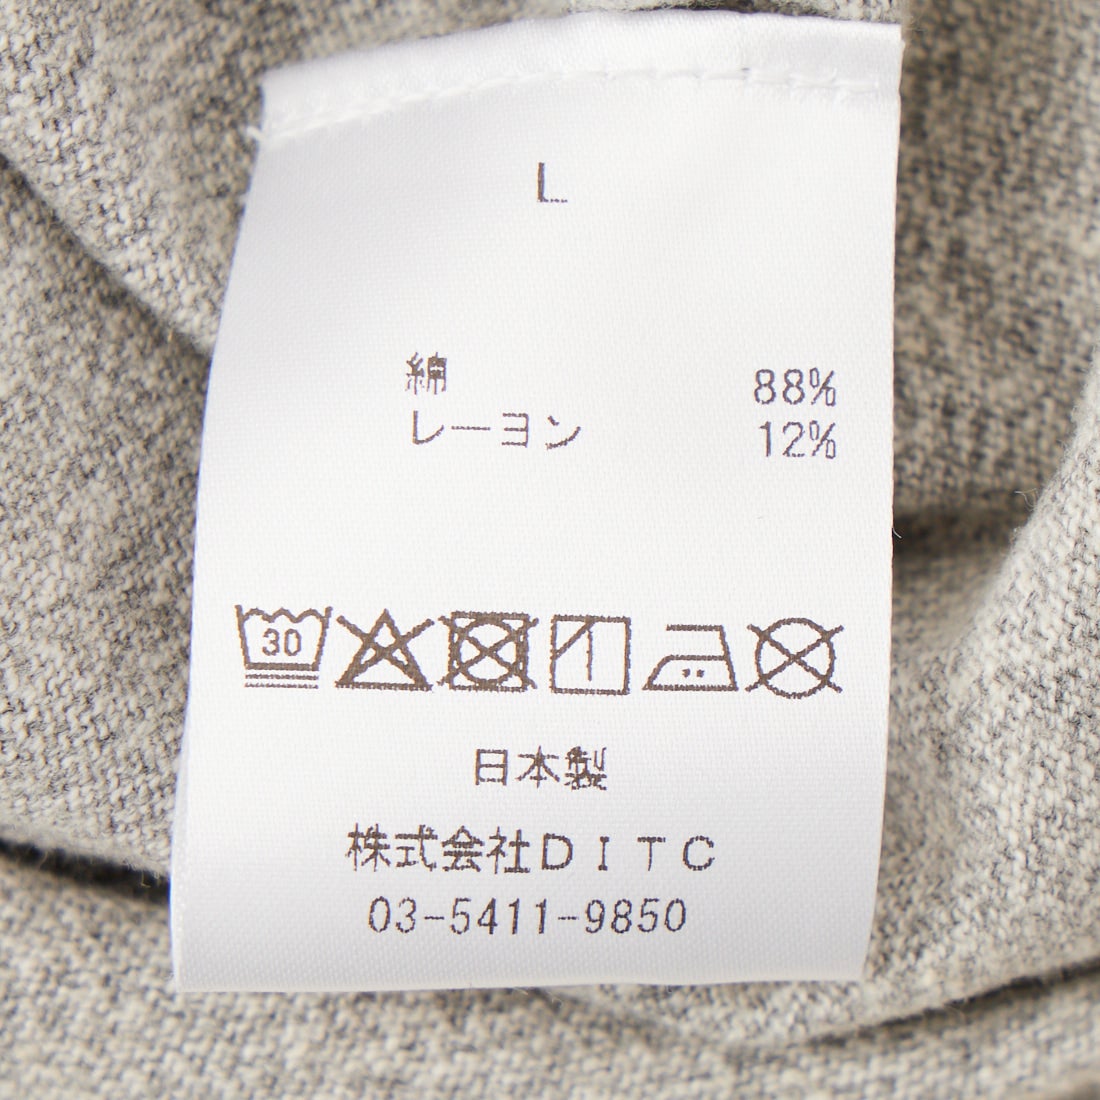 L
綿 88%
レーヨン 12%
30
日本製
株式会社DITC
03-5411-9850